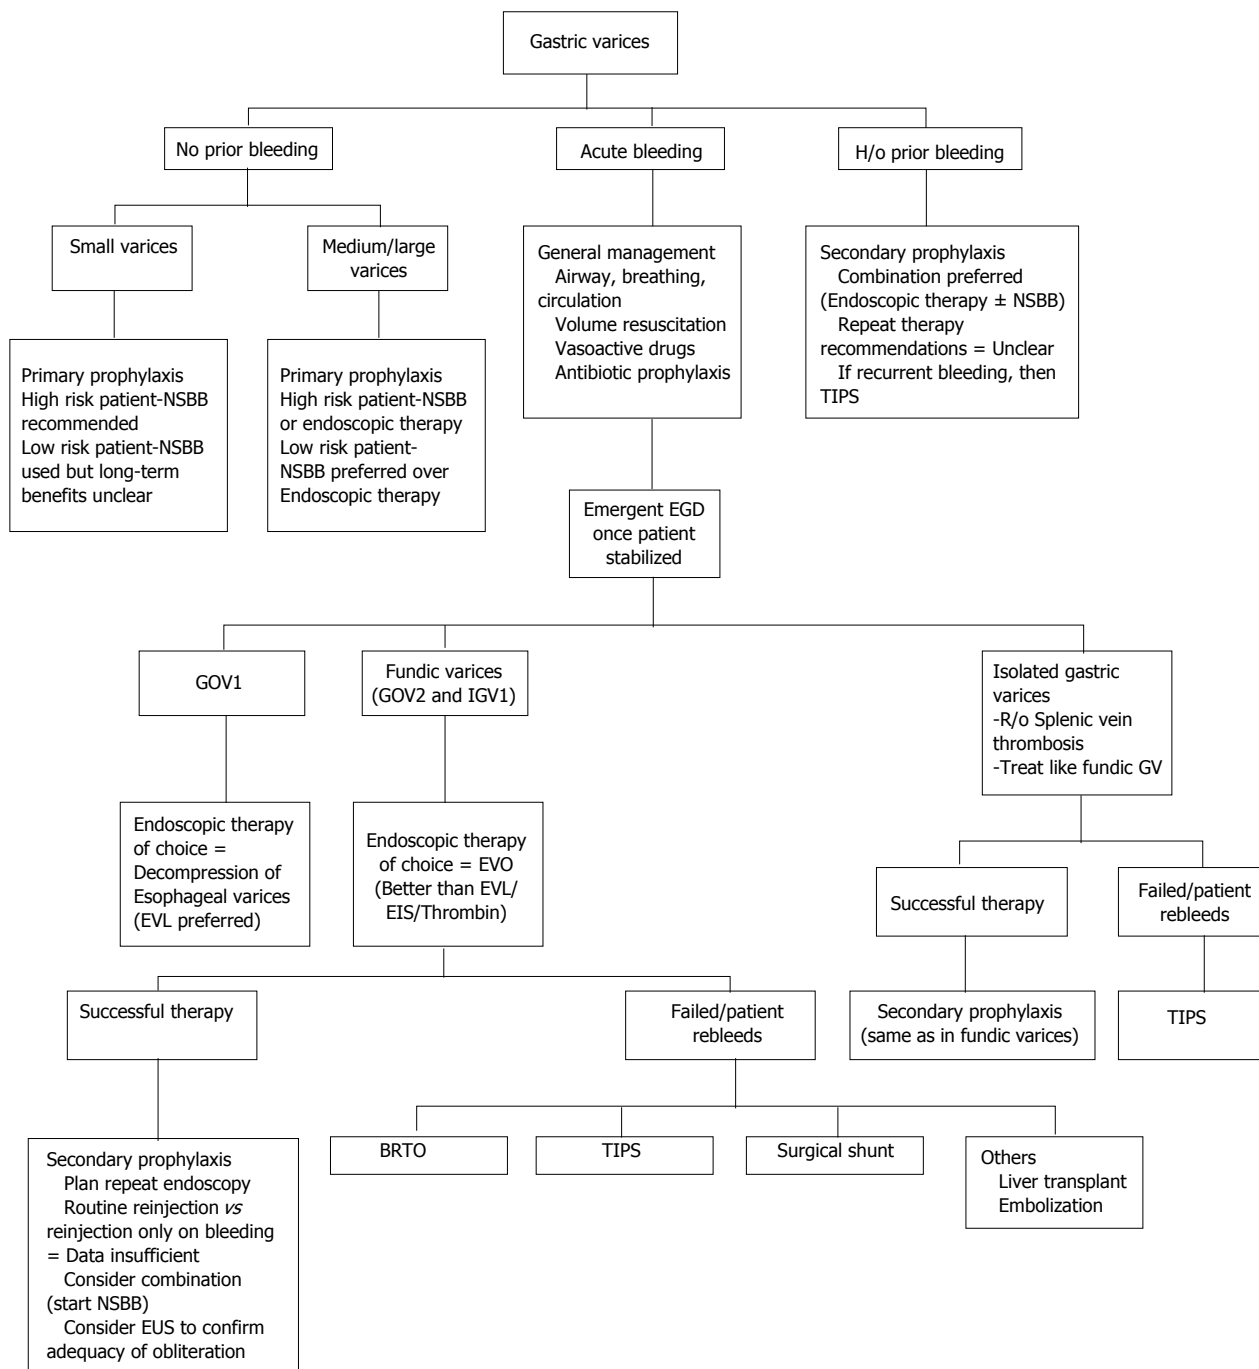 Gastric varices
No prior bleeding
Acute bleeding
H/o prior bleeding
Small varices
Medium/large
varices
General management
Airway, breathing,
circulation
Volume resuscitation
Vasoactive drugs
Antibiotic prophylaxis
Secondary prophylaxis
Combination preferred
(Endoscopic therapy ± NSBB)
Repeat therapy
recommendations = Unclear
If recurrent bleeding, then
TIPS
Primary prophylaxis
High risk patient-NSBB
recommended
Low risk patient-NSBB
used but long-term
benefits unclear
Primary prophylaxis
High risk patient-NSBB
or endoscopic therapy
Low risk patient-
NSBB preferred over
Endoscopic therapy
Emergent EGD
once patient
stabilized
GOV1
Fundic varices
(GOV2 and IGV1)
Isolated gastric
varices
-R/o Splenic vein
thrombosis
-Treat like fundic GV
Endoscopic therapy
of choice =
Decompression of
Esophageal varices
(EVL preferred)
Endoscopic therapy
of choice = EVO
(Better than EVL/
EIS/Thrombin)
Successful therapy
Failed/patient
rebleeds
Successful therapy
Failed/patient
rebleeds
Secondary prophylaxis
(same as in fundic varices)
TIPS
BRTO
TIPS
Surgical shunt
Others
Liver transplant
Embolization
Secondary prophylaxis
Plan repeat endoscopy
Routine reinjection vs
reinjection only on bleeding
= Data insufficient
Consider combination
(start NSBB)
Consider EUS to confirm
adequacy of obliteration